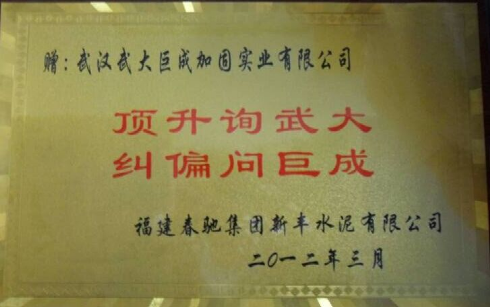 赠：武汉武大巨成加固实业有限公司
顶升询武大
纠偏问巨成
福建春驰集团新丰水泥有限公司
二〇一二年三月